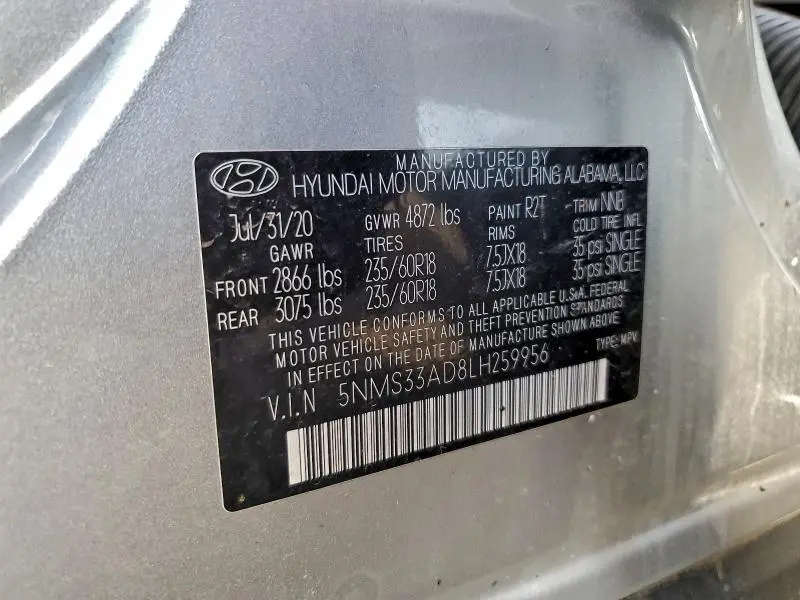 MANUFACTURED BY
HYUNDAI MOTOR MANUFACTURING ALABAMA, LLC
Jul/31/20 GVWR 4872 lbs PAINT R2T TRIM NNB
GAWR TIRES RIMS COLD TIRE INFL
FRONT 2866 lbs 235/60R18 7.5JX18 35 psi SINGLE
REAR 3075 lbs 235/60R18 7.5JX18 35 psi SINGLE
THIS VEHICLE CONFORMS TO ALL APPLICABLE U.S.A. FEDERAL
MOTOR VEHICLE SAFETY AND THEFT PREVENTION STANDARDS
IN EFFECT ON THE DATE OF MANUFACTURE SHOWN ABOVE
V.I.N 5NMS33AD8LH259956 TYPE: MPV